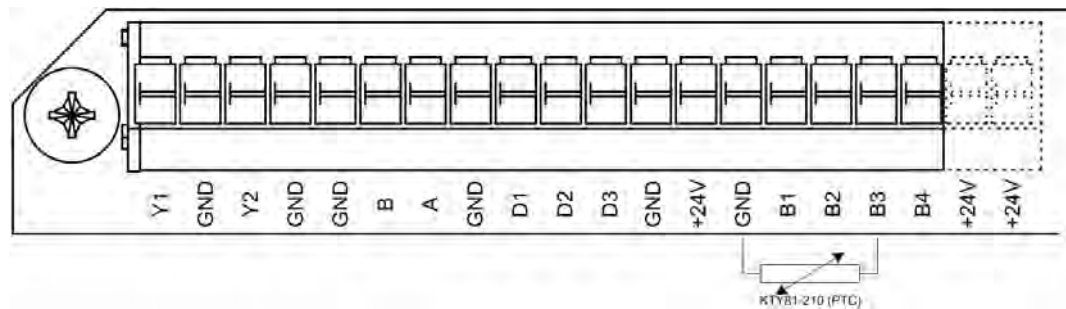 Y1 GND Y2 GND GND B A GND D1 D2 D3 GND +24V GND B1 B2 B3 B4 +24V +24V
KTY81-210 (PTC)